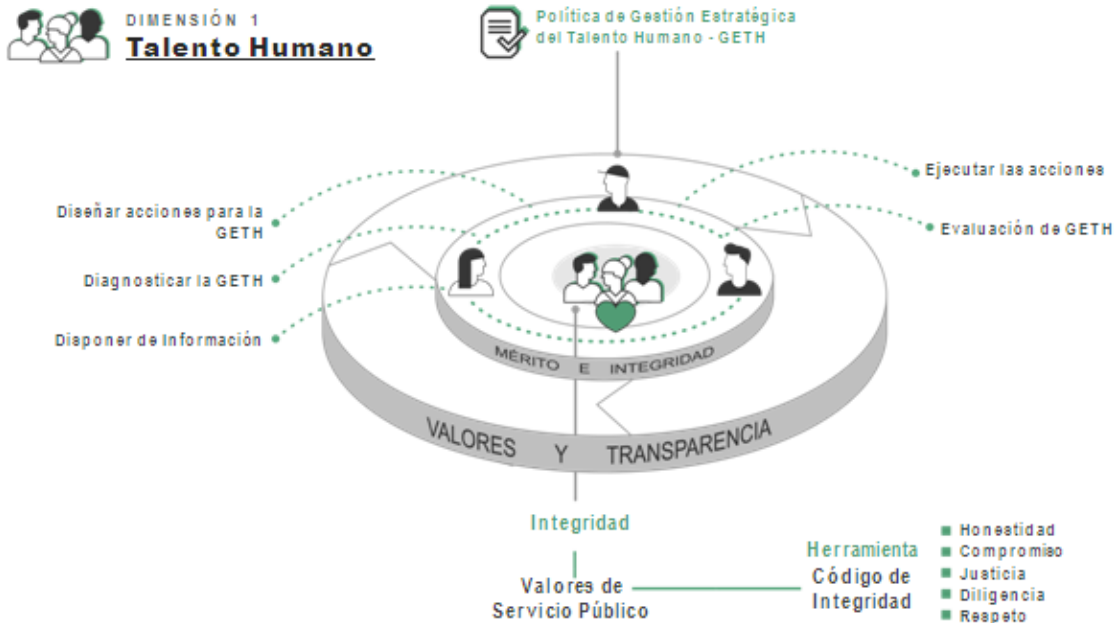 DIMENSIÓN 1
Talento Humano
Política de Gestión Estratégica
del Talento Humano - GETH
Diseñar acciones para la
GETH
Diagnosticar la GETH
Disponer de Información
Ejecutar las acciones
Evaluación de GETH
MÉRITO E INTEGRIDAD
VALORES Y TRANSPARENCIA
Integridad
Valores de
Servicio Público
Herramienta
Código de
Integridad
Honestidad
Compromiso
Justicia
Diligencia
Respeto